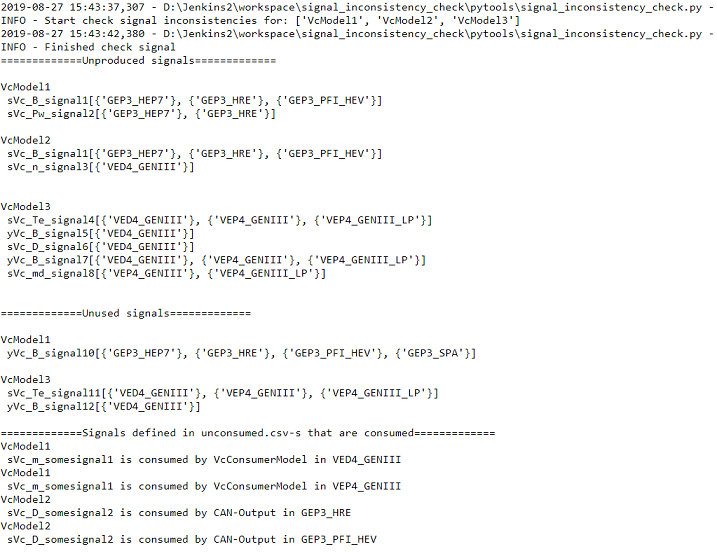 2019-08-27 15:43:37,307 - D:\Jenkins2\workspace\signal_inconsistency_check\pytools\signal_inconsistency_check.py -
INFO - Start check signal inconsistencies for: ['VcModel1', 'VcModel2', 'VcModel3']
2019-08-27 15:43:42,380 - D:\Jenkins2\workspace\signal_inconsistency_check\pytools\signal_inconsistency_check.py -
INFO - Finished check signal
=============Unproduced signals=============
VcModel1
sVc_B_signal1[{'GEP3_HEP7'}, {'GEP3_HRE'}, {'GEP3_PFI_HEV'}]
sVc_Pw_signal2[{'GEP3_HEP7'}, {'GEP3_HRE'}]
VcModel2
sVc_B_signal1[{'GEP3_HEP7'}, {'GEP3_HRE'}, {'GEP3_PFI_HEV'}]
sVc_n_signal3[{'VED4_GENIII'}]
VcModel3
sVc_Te_signal4[{'VED4_GENIII'}, {'VEP4_GENIII'}, {'VEP4_GENIII_LP'}]
yVc_B_signal5[{'VED4_GENIII'}]
sVc_D_signal6[{'VED4_GENIII'}]
yVc_B_signal7[{'VED4_GENIII'}, {'VEP4_GENIII'}, {'VEP4_GENIII_LP'}]
sVc_md_signal8[{'VEP4_GENIII'}, {'VEP4_GENIII_LP'}]
=============Unused signals=============
VcModel1
yVc_B_signal10[{'GEP3_HEP7'}, {'GEP3_HRE'}, {'GEP3_PFI_HEV'}, {'GEP3_SPA'}]
VcModel3
sVc_Te_signal11[{'VED4_GENIII'}, {'VEP4_GENIII'}, {'VEP4_GENIII_LP'}]
yVc_B_signal12[{'VED4_GENIII'}]
=============Signals defined in unconsumed.csv-s that are consumed=============
VcModel1
sVc_m_somesignal1 is consumed by VcConsumerModel in VED4_GENIII
VcModel1
sVc_m_somesignal1 is consumed by VcConsumerModel in VEP4_GENIII
VcModel2
sVc_D_somesignal2 is consumed by CAN-Output in GEP3_HRE
VcModel2
sVc_D_somesignal2 is consumed by CAN-Output in GEP3_PFI_HEV